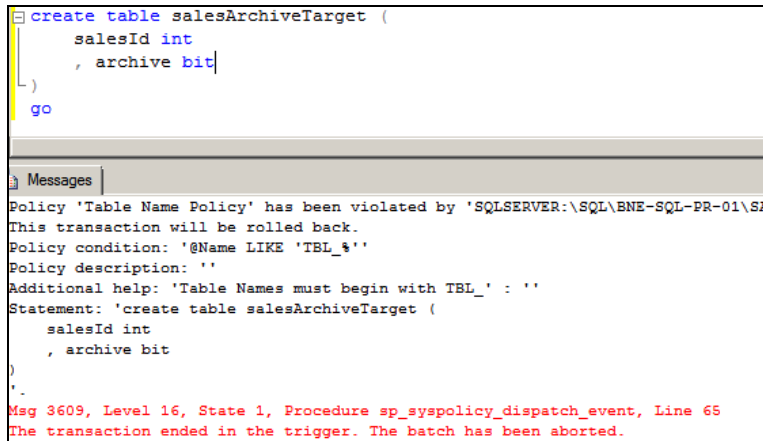 create table salesArchiveTarget (
salesId int
, archive bit
)
go
Messages
Policy 'Table Name Policy' has been violated by 'SQLSERVER:\SQL\BNE-SQL-PR-01\SA
This transaction will be rolled back.
Policy condition: '@Name LIKE 'TBL_%''
Policy description: ''
Additional help: 'Table Names must begin with TBL_' : ''
Statement: 'create table salesArchiveTarget (
salesId int
, archive bit
)
'.
Msg 3609, Level 16, State 1, Procedure sp_syspolicy_dispatch_event, Line 65
The transaction ended in the trigger. The batch has been aborted.